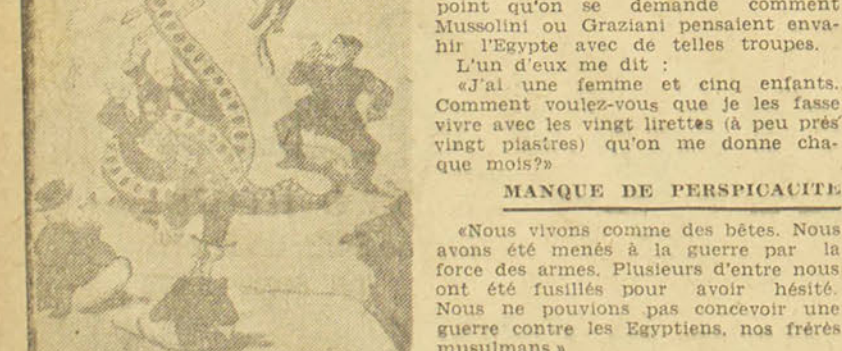 point qu'on se demande comment
Mussolini ou Graziani pensaient enva-
hir l'Egypte avec de telles troupes.
L'un d'eux me dit :
«J'ai une femme et cinq enfants.
Comment voulez-vous que je les fasse
vivre avec les vingt lirettes (à peu prés
vingt piastres) qu'on me donne cha-
que mois?»
MANQUE DE PERSPICACITE
«Nous vivons comme des bêtes. Nous
avons été menés à la guerre par la
force des armes. Plusieurs d'entre nous
ont été fusillés pour avoir hésité.
Nous ne pouvions pas concevoir une
guerre contre les Egyptiens, nos frérès
musulmans.»